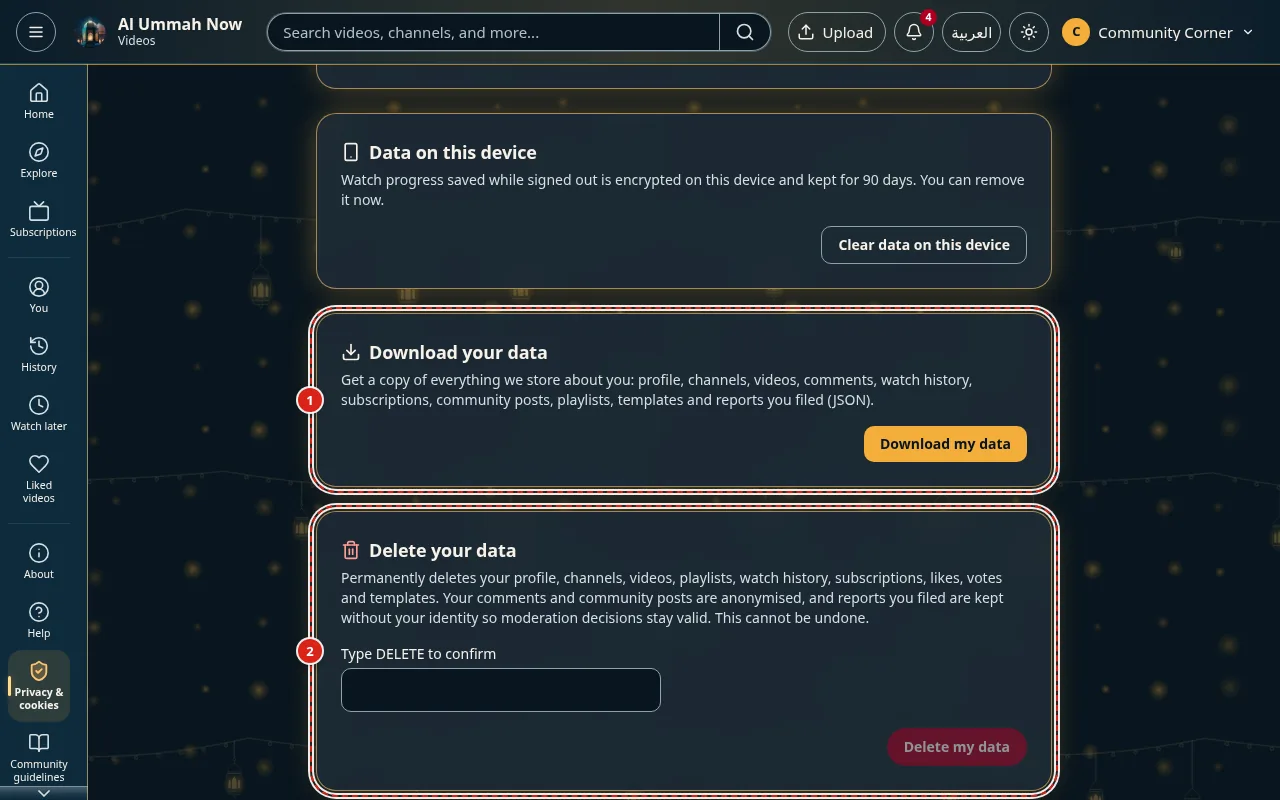 Al Ummah Now
Videos
Search videos, channels, and more...
Upload
4
العربية
C
Community Corner
Home
Explore
Subscriptions
You
History
Watch later
Liked
videos
About
Help
Privacy &
cookies
Community
guidelines
Data on this device
Watch progress saved while signed out is encrypted on this device and kept for 90 days. You can remove
it now.
Clear data on this device
1
Download your data
Get a copy of everything we store about you: profile, channels, videos, comments, watch history,
subscriptions, community posts, playlists, templates and reports you filed (JSON).
Download my data
2
Delete your data
Permanently deletes your profile, channels, videos, playlists, watch history, subscriptions, likes, votes
and templates. Your comments and community posts are anonymised, and reports you filed are kept
without your identity so moderation decisions stay valid. This cannot be undone.
Type DELETE to confirm
Delete my data